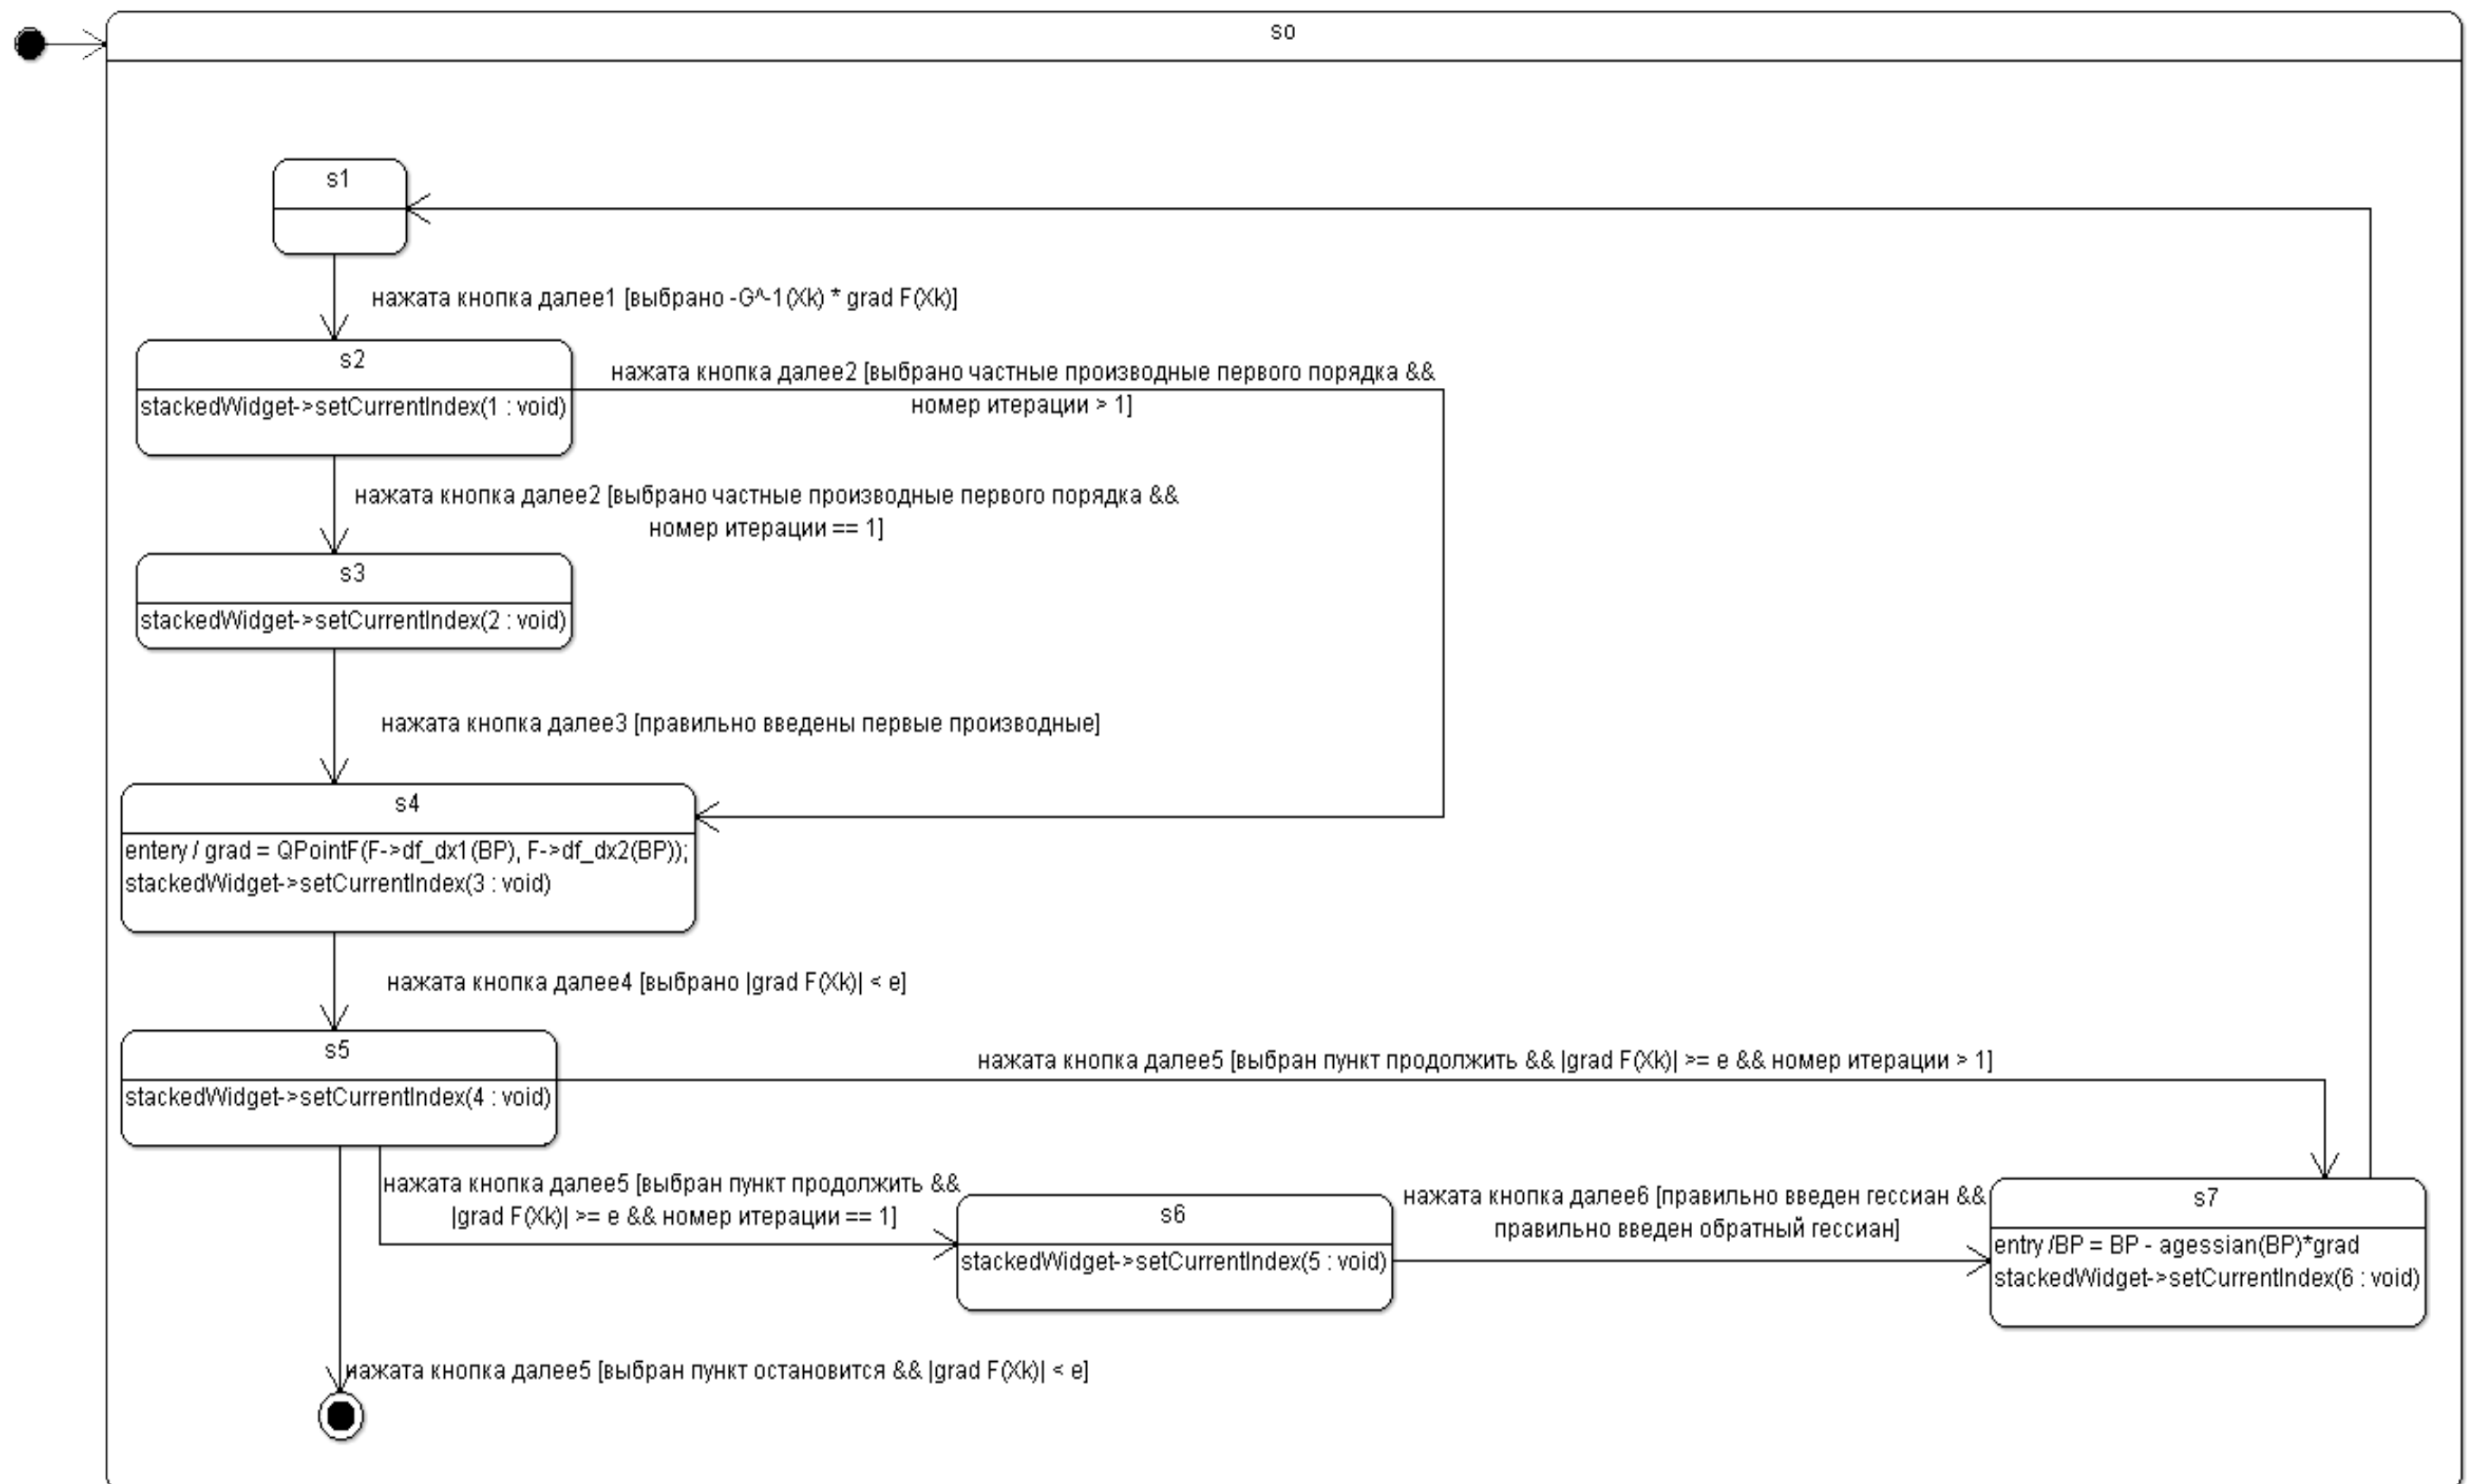 so
s1
нажата кнопка далее1 [выбрано -G^-1(Xk) * grad F(Xk)]
s2
stackedWidget->setCurrentIndex(1 : void)
нажата кнопка далее2 [выбрано частные производные первого порядка &&
номер итерации > 1]
нажата кнопка далее2 [выбрано частные производные первого порядка &&
номер итерации == 1]
s3
stackedWidget->setCurrentIndex(2 : void)
нажата кнопка далее3 [правильно введены первые производные]
s4
entery / grad = QPointF(F->df_dx1(BP), F->df_dx2(BP));
stackedWidget->setCurrentIndex(3 : void)
нажата кнопка далее4 [выбрано |grad F(Xk)| < e]
s5
stackedWidget->setCurrentIndex(4 : void)
нажата кнопка далее5 [выбран пункт продолжить && |grad F(Xk)| >= e && номер итерации > 1]
нажата кнопка далее5 [выбран пункт продолжить &&
|grad F(Xk)| >= e && номер итерации == 1]
s6
stackedWidget->setCurrentIndex(5 : void)
нажата кнопка далее6 [правильно введен гессиан &&
правильно введен обратный гессиан]
s7
entry /BP = BP - agessian(BP)*grad
stackedWidget->setCurrentIndex(6 : void)
нажата кнопка далее5 [выбран пункт остановится && |grad F(Xk)| < e]